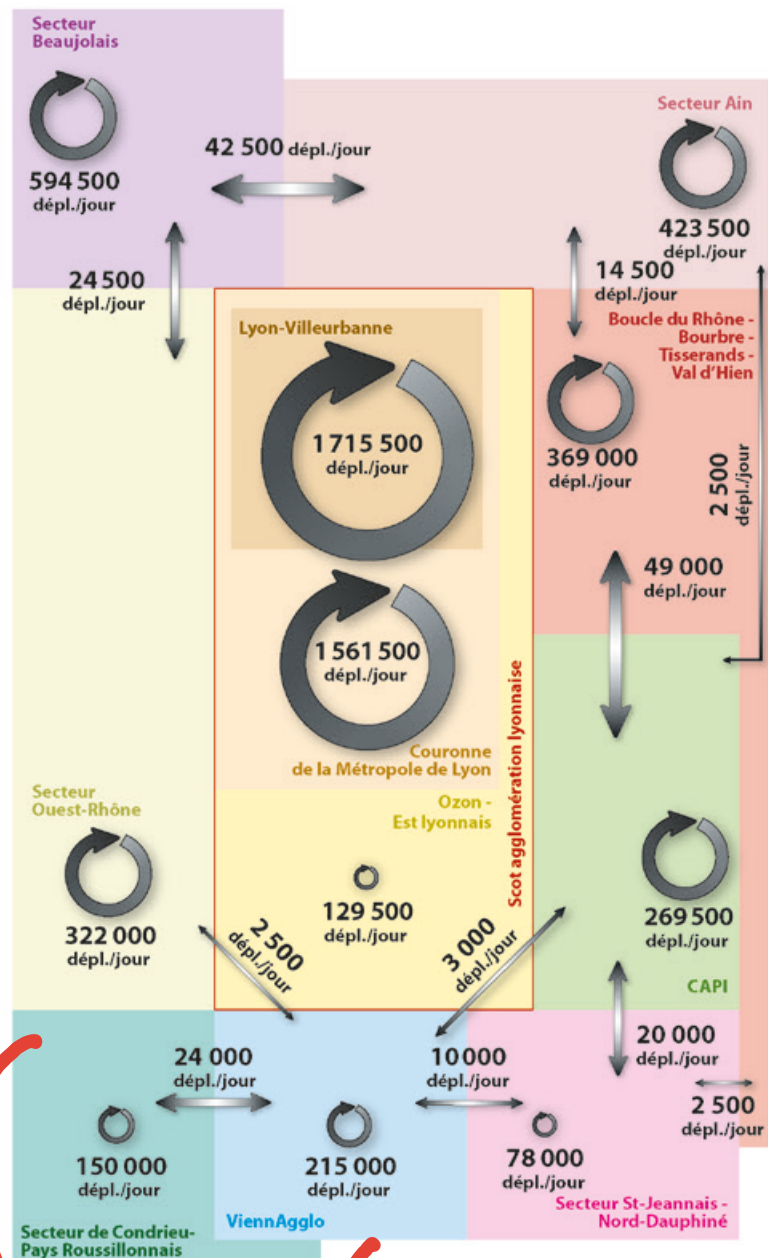 Secteur
Beaujolais
594 500
dépl./jour
42 500 dépl./jour
Secteur Ain
423 500
dépl./jour
24 500
dépl./jour
14 500
dépl./jour
Lyon-Villeurbanne
1 715 500
dépl./jour
Boucle du Rhône -
Bourbre -
Tisserands -
Val d'Hien
369 000
dépl./jour
2 500
dépl./jour
49 000
dépl./jour
1 561 500
dépl./jour
Couronne
de la Métropole de Lyon
Scot agglomération lyonnaise
Secteur
Ouest-Rhône
322 000
dépl./jour
Ozon -
Est lyonnais
129 500
dépl./jour
269 500
dépl./jour
CAPI
2 500
dépl./jour
3 000
dépl./jour
20 000
dépl./jour
2 500
dépl./jour
24 000
dépl./jour
10 000
dépl./jour
150 000
dépl./jour
215 000
dépl./jour
78 000
dépl./jour
Secteur de Condrieu-
Pays Roussillonnais
ViennAgglo
Secteur St-Jeannais -
Nord-Dauphiné